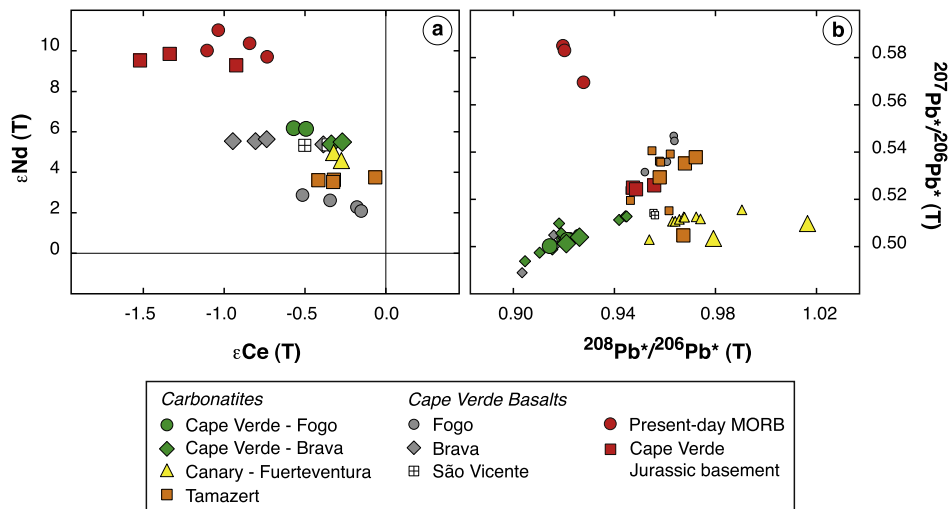 a
b
10
8
6
4
2
0
εNd (T)
-1.5
-1.0
-0.5
0.0
εCe (T)
0.58
0.56
0.54
0.52
0.50
207Pb*/206Pb* (T)
0.90
0.94
0.98
1.02
208Pb*/206Pb* (T)
Carbonatites
Cape Verde - Fogo
Cape Verde - Brava
Canary - Fuerteventura
Tamazert
Cape Verde Basalts
Fogo
Brava
São Vicente
Present-day MORB
Cape Verde
Jurassic basement